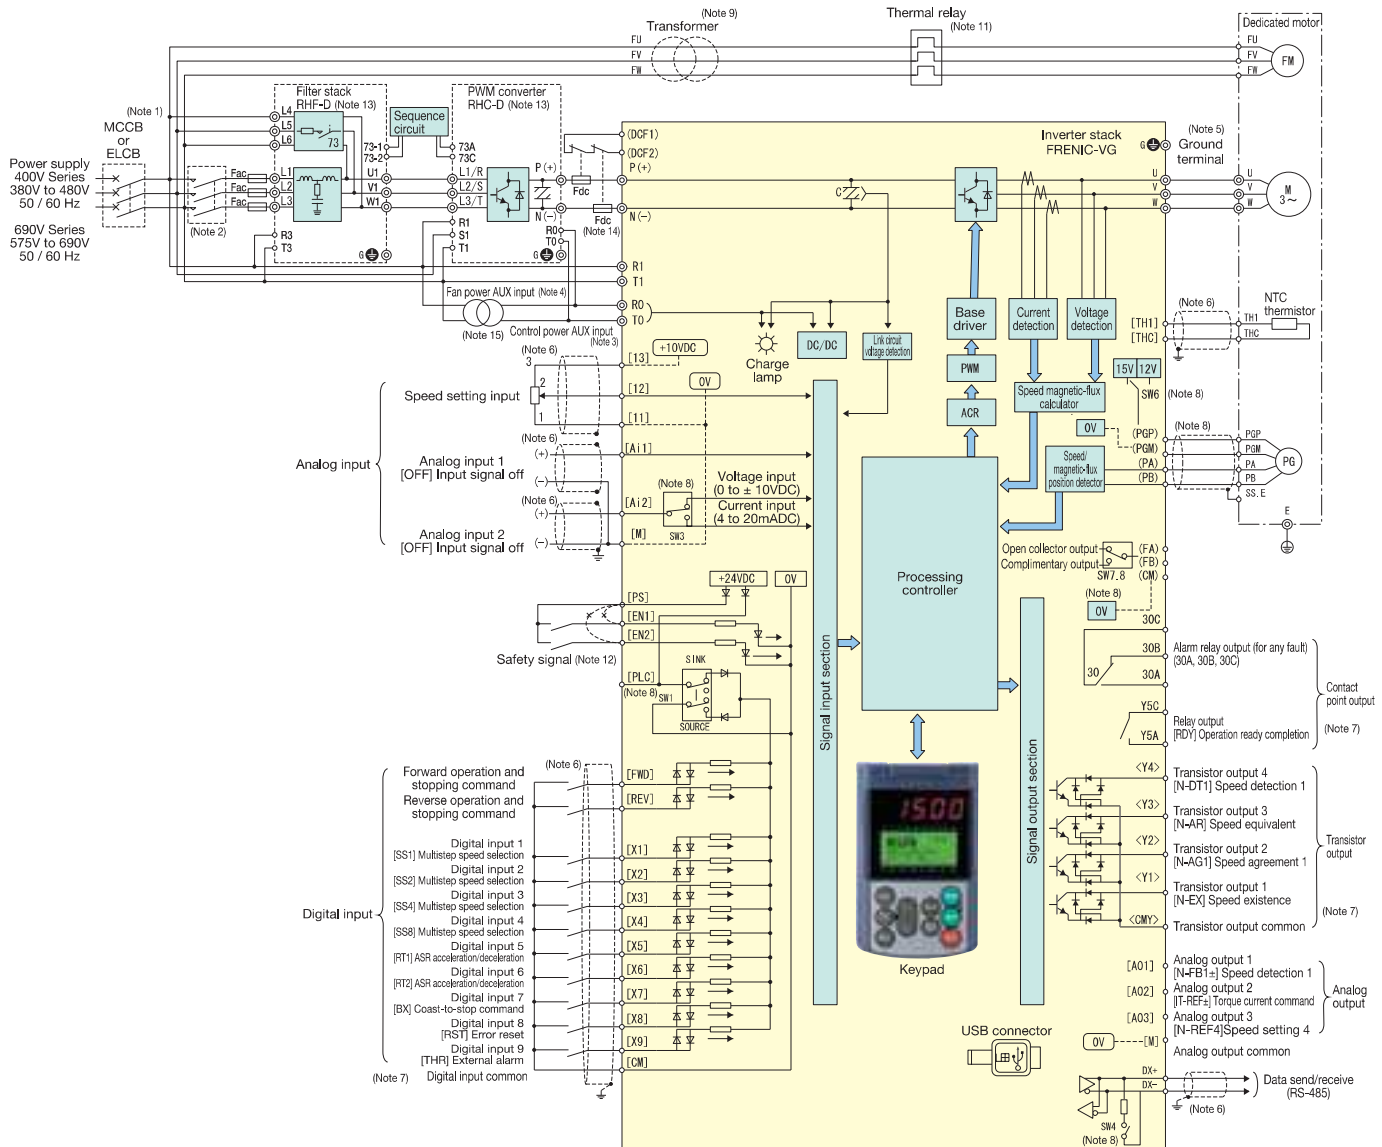 (Note 9)
Transformer
Thermal relay
(Note 11)
Dedicated motor
FU
FV
FW
FU
FV
FW
FM
(Note 1)
MCCB
or
ELCB
Power supply
400V Series
380V to 480V
50 / 60 Hz
690V Series
575V to 690V
50 / 60 Hz
(Note 2)
Fac
Fac
Fac
Filter stack
RHF-D (Note 13)
L4
L5
L6
73
L1
L2
L3
R3
T3
U1
V1
W1
G
Sequence
circuit
73-1
73-2
73A
73C
PWM converter
RHC-D (Note 13)
L1/R
L2/S
L3/T
R1
S1
T1
P(+)
N(-)
R0
T0
G
Fdc
Fdc
(Note 14)
(DCF1)
(DCF2)
P(+)
N(-)
C
Inverter stack
FRENIC-VG
G
(Note 5)
Ground
terminal
U
V
W
U
V
W
M
3~
R1
T1
R0
T0
Fan power AUX input (Note 4)
(Note 15)
Control power AUX input
(Note 3)
Charge
lamp
DC/DC
Link circuit
voltage detection
Base
driver
PWM
ACR
Current
detection
Voltage
detection
Speed magnetic-flux
calculator
Speed/
magnetic-flux
position detector
[TH1]
[THC]
(Note 6)
NTC
thermistor
TH1
THC
15V
12V
SW6
(Note 8)
0V
(PGP)
(PGM)
(PA)
(PB)
(Note 8)
PGP
PGM
PA
PB
SS.E
PG
E
(Note 6)
3
2
1
Speed setting input
[13]
+10VDC
[12]
[11]
0V
Analog input
(Note 6)
Analog input 1
[OFF] Input signal off
(+)
(-)
[Ai1]
(Note 6)
Analog input 2
[OFF] Input signal off
(+)
(-)
[Ai2]
[M]
(Note 8)
SW3
Voltage input
(0 to ± 10VDC)
Current input
(4 to 20mADC)
Signal input section
Processing
controller
Signal output section
Open collector output
Complimentary output
SW7.8
(Note 8)
(FA)
(FB)
(CM)
0V
+24VDC
0V
[PS]
[EN1]
[EN2]
Safety signal (Note 12)
[PLC]
(Note 8)
SW1
SINK
SOURCE
30C
30B
30A
30
Alarm relay output (for any fault)
(30A, 30B, 30C)
Y5C
Y5A
Relay output
[RDY] Operation ready completion
Contact
point output
(Note 7)
Digital input
(Note 6)
Forward operation and
stopping command
[FWD]
Reverse operation and
stopping command
[REV]
Digital input 1
[SS1] Multistep speed selection
[X1]
Digital input 2
[SS2] Multistep speed selection
[X2]
Digital input 3
[SS4] Multistep speed selection
[X3]
Digital input 4
[SS8] Multistep speed selection
[X4]
Digital input 5
[RT1] ASR acceleration/deceleration
[X5]
Digital input 6
[RT2] ASR acceleration/deceleration
[X6]
Digital input 7
[BX] Coast-to-stop command
[X7]
Digital input 8
[RST] Error reset
[X8]
Digital input 9
[THR] External alarm
[X9]
(Note 7)
Digital input common
[CM]
1500
Keypad
USB connector
<Y4>
Transistor output 4
[N-DT1] Speed detection 1
<Y3>
Transistor output 3
[N-AR] Speed equivalent
<Y2>
Transistor output 2
[N-AG1] Speed agreement 1
<Y1>
Transistor output 1
[N-EX] Speed existence
<CMY>
Transistor output common
Transistor
output
(Note 7)
[A01]
Analog output 1
[N-FB1±] Speed detection 1
[A02]
Analog output 2
[IT-REF±] Torque current command
[A03]
Analog output 3
[N-REF4]Speed setting 4
Analog
output
0V
[M]
Analog output common
DX+
DX-
Data send/receive
(RS-485)
(Note 6)
SW4
(Note 8)